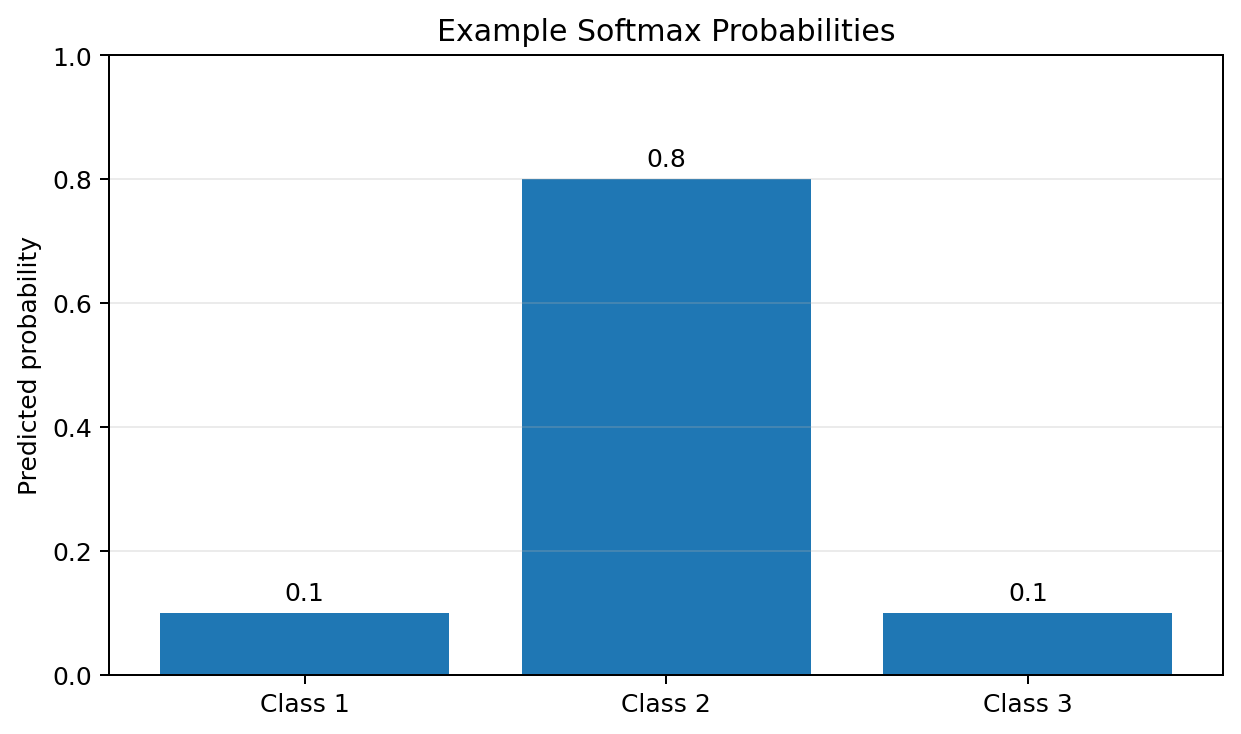 Example Softmax Probabilities
Predicted probability
1.0
0.8
0.6
0.4
0.2
0.0
0.1
0.8
0.1
Class 1
Class 2
Class 3